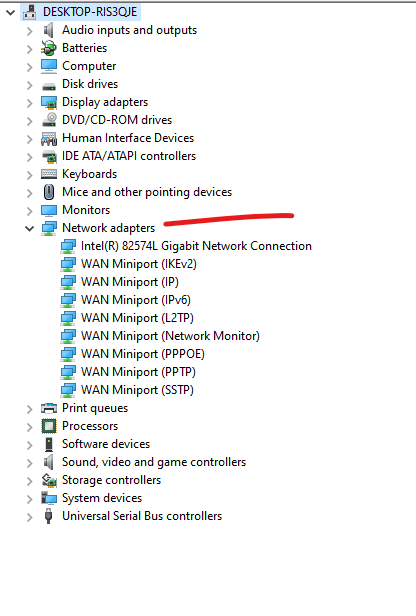 DESKTOP-RIS3QJE
Audio inputs and outputs
Batteries
Computer
Disk drives
Display adapters
DVD/CD-ROM drives
Human Interface Devices
IDE ATA/ATAPI controllers
Keyboards
Mice and other pointing devices
Monitors
Network adapters
Intel(R) 82574L Gigabit Network Connection
WAN Miniport (IKEv2)
WAN Miniport (IP)
WAN Miniport (IPv6)
WAN Miniport (L2TP)
WAN Miniport (Network Monitor)
WAN Miniport (PPPOE)
WAN Miniport (PPTP)
WAN Miniport (SSTP)
Print queues
Processors
Software devices
Sound, video and game controllers
Storage controllers
System devices
Universal Serial Bus controllers